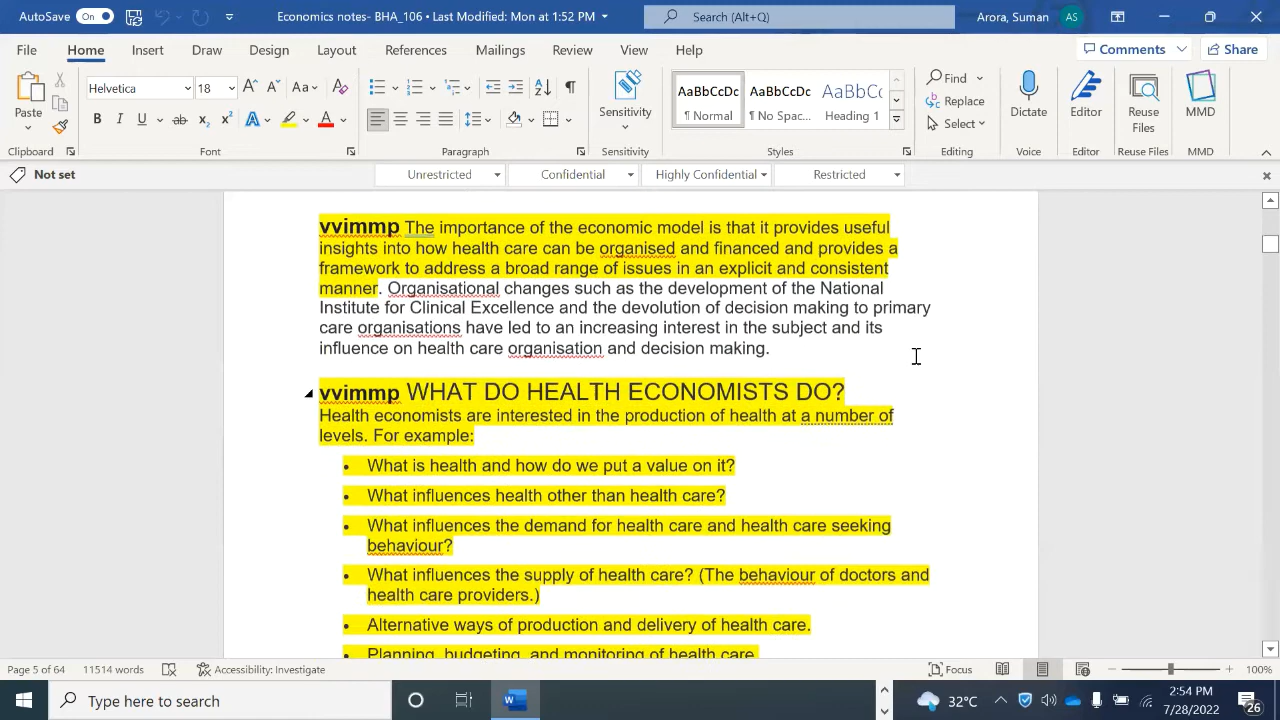 AutoSave On Economics notes- BHA_106 • Last Modified: Mon at 1:52 PM Search (Alt+Q) Arora, Suman AS
File Home Insert Draw Design Layout References Mailings Review View Help Comments Share
Helvetica 18 Aa AaBbCcDc AaBbCcDc AaBbCc Find
Paste B I U ab x₂ x² A A Sensitivity ¶ Normal ¶ No Spac... Heading 1 Replace Dictate Editor Reuse Files MMD
Select
Clipboard Font Paragraph Sensitivity Styles Editing Voice Editor Reuse Files MMD
Not set Unrestricted Confidential Highly Confidential Restricted
vvimmp The importance of the economic model is that it provides useful
insights into how health care can be organised and financed and provides a
framework to address a broad range of issues in an explicit and consistent
manner. Organisational changes such as the development of the National
Institute for Clinical Excellence and the devolution of decision making to primary
care organisations have led to an increasing interest in the subject and its
influence on health care organisation and decision making.
vvimmp WHAT DO HEALTH ECONOMISTS DO?
Health economists are interested in the production of health at a number of
levels. For example:
• What is health and how do we put a value on it?
• What influences health other than health care?
• What influences the demand for health care and health care seeking
behaviour?
• What influences the supply of health care? (The behaviour of doctors and
health care providers.)
• Alternative ways of production and delivery of health care.
• Planning, budgeting, and monitoring of health care.
Page 5 of 64 11514 words Accessibility: Investigate Focus 100%
Type here to search 32°C 2:54 PM
7/28/2022 26